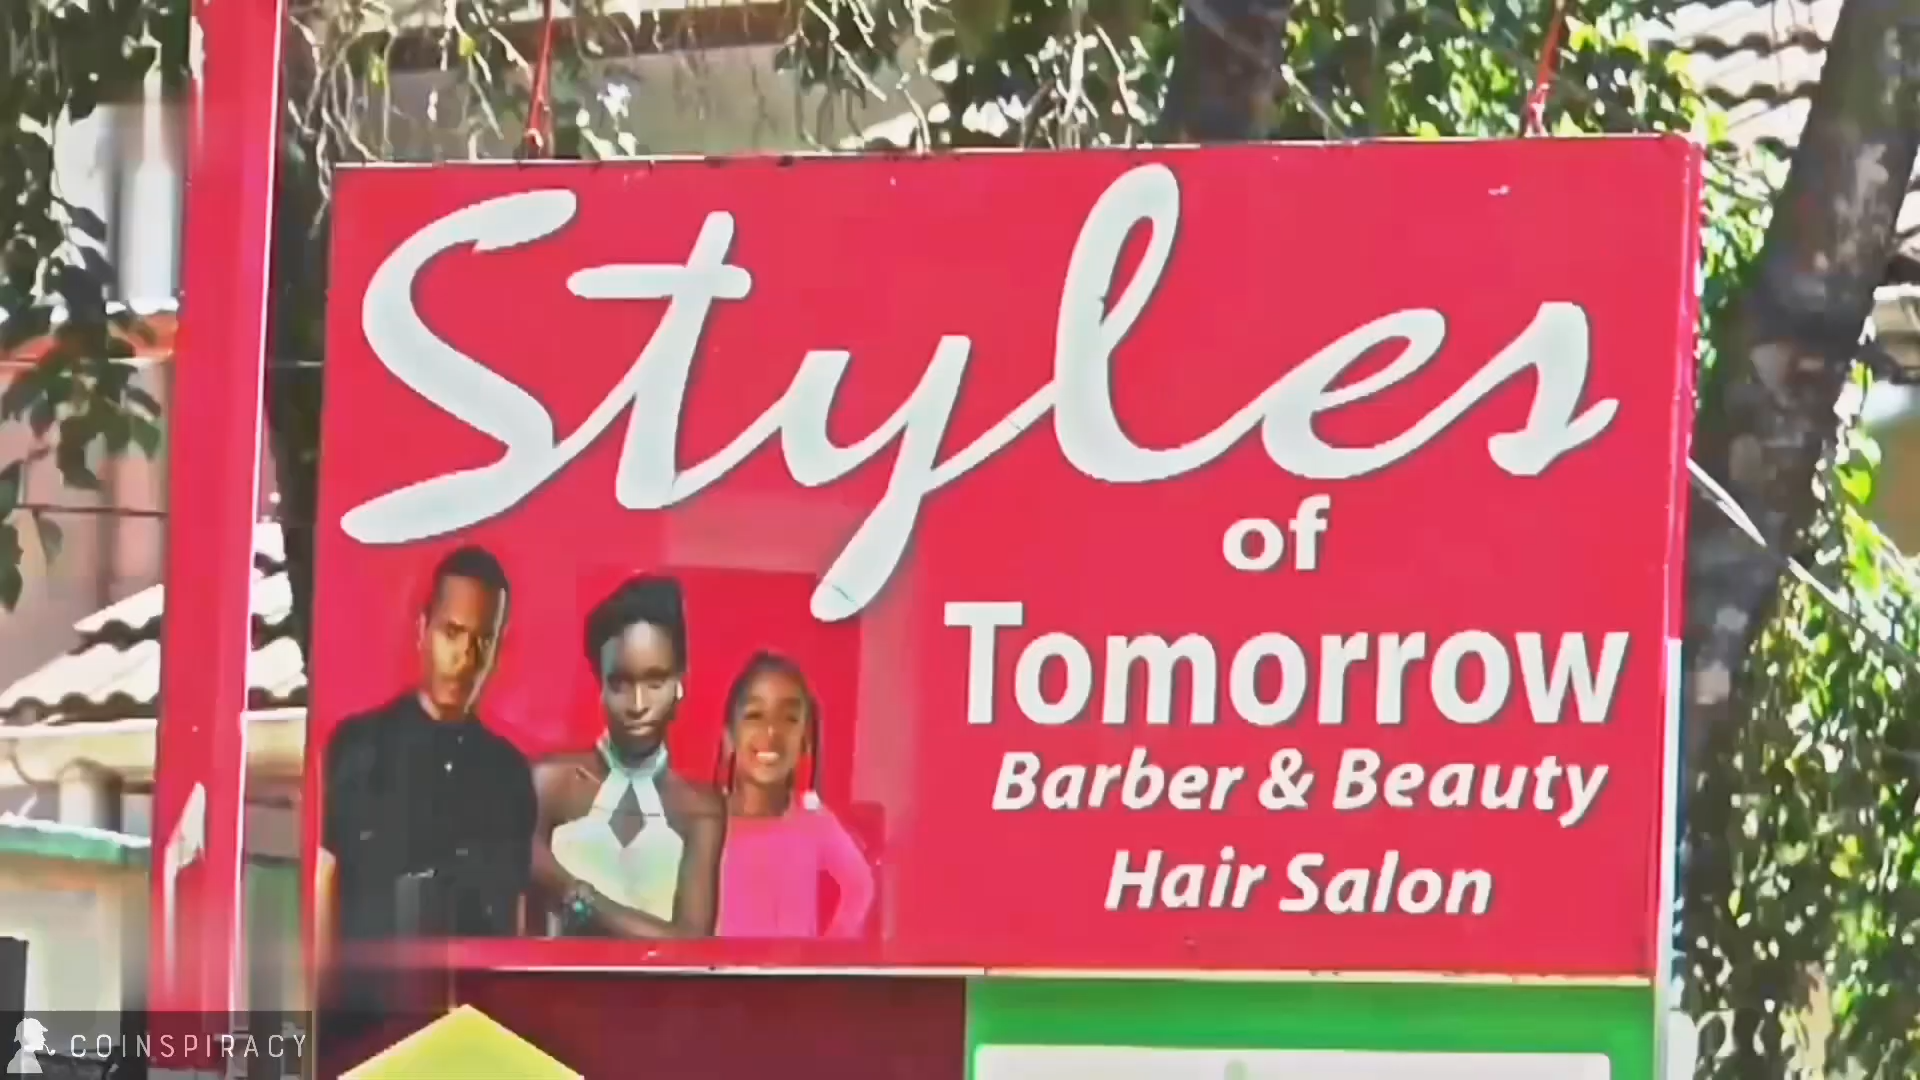 Styles
of
Tomorrow
Barber & Beauty
Hair Salon
COINSPIRACY